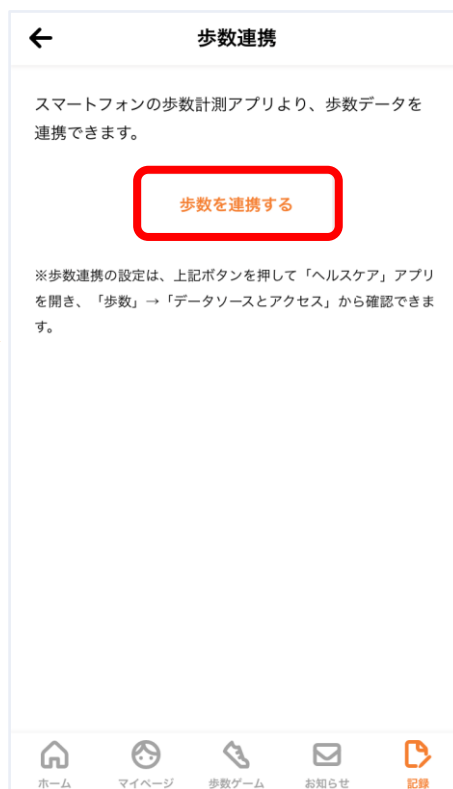 歩数連携
スマートフォンの歩数計測アプリより、歩数データを
連携できます。
歩数を連携する
※歩数連携の設定は、上記ボタンを押して「ヘルスケア」アプリ
を開き、「歩数」→「データソースとアクセス」から確認できま
す。
ホーム マイページ 歩数ゲーム お知らせ 記録